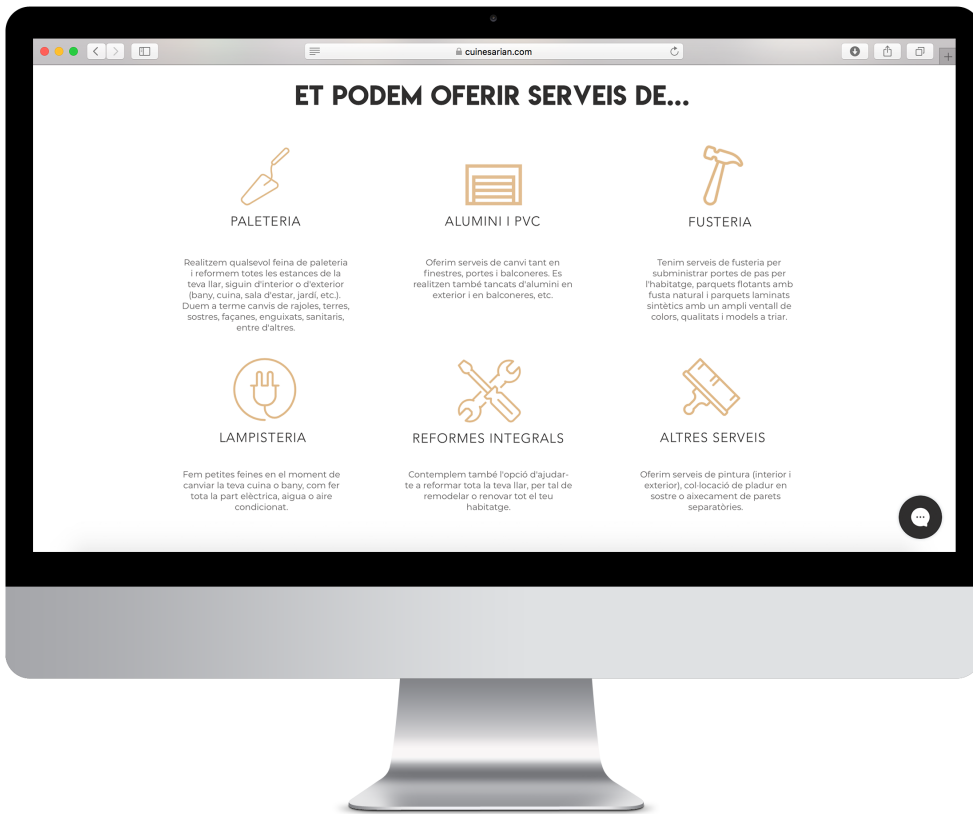 cuinesarian.com
ET PODEM OFERIR SERVEIS DE...
PALETERIA
Realitzem qualsevol feina de paleteria
i reformem totes les estances de la
teva llar, siguin d'interior o d'exterior
(bany, cuina, sala d'estar, jardí, etc.).
Duem a terme canvis de rajoles, terres,
sostres, façanes, enguixats, sanitaris,
entre d'altres.
ALUMINI I PVC
Oferim serveis de canvi tant en
finestres, portes i balconeres. Es
realitzen també tancats d'alumini en
exterior i en balconeres, etc.
FUSTERIA
Tenim serveis de fusteria per
subministrar portes de pas per
l'habitatge, parquets flotants amb
fusta natural i parquets laminats
sintètics amb un ampli ventall de
colors, qualitats i models a triar.
LAMPISTERIA
Fem petites feines en el moment de
canviar la teva cuina o bany, com fer
tota la part elèctrica, aigua o aire
condicionat.
REFORMES INTEGRALS
Contemplem també l'opció d'ajudar-
te a reformar tota la teva llar, per tal de
remodelar o renovar tot el teu
habitatge.
ALTRES SERVEIS
Oferim serveis de pintura (interior i
exterior), col·locació de pladur en
sostre o aixecament de parets
separatòries.